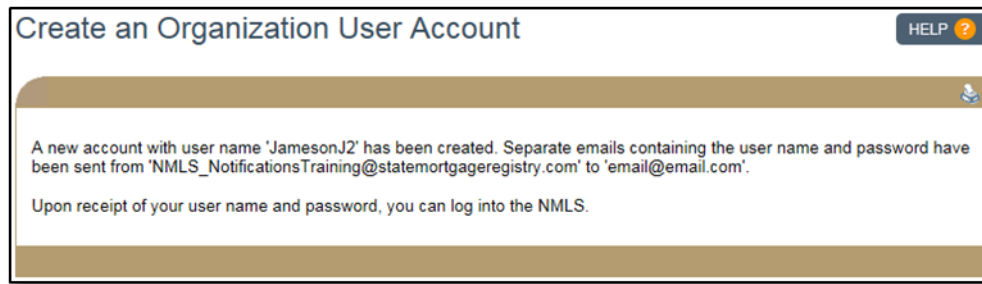 Create an Organization User Account
HELP ?
A new account with user name 'JamesonJ2' has been created. Separate emails containing the user name and password have
been sent from 'NMLS_NotificationsTraining@statemortgageregistry.com' to 'email@email.com'.
Upon receipt of your user name and password, you can log into the NMLS.